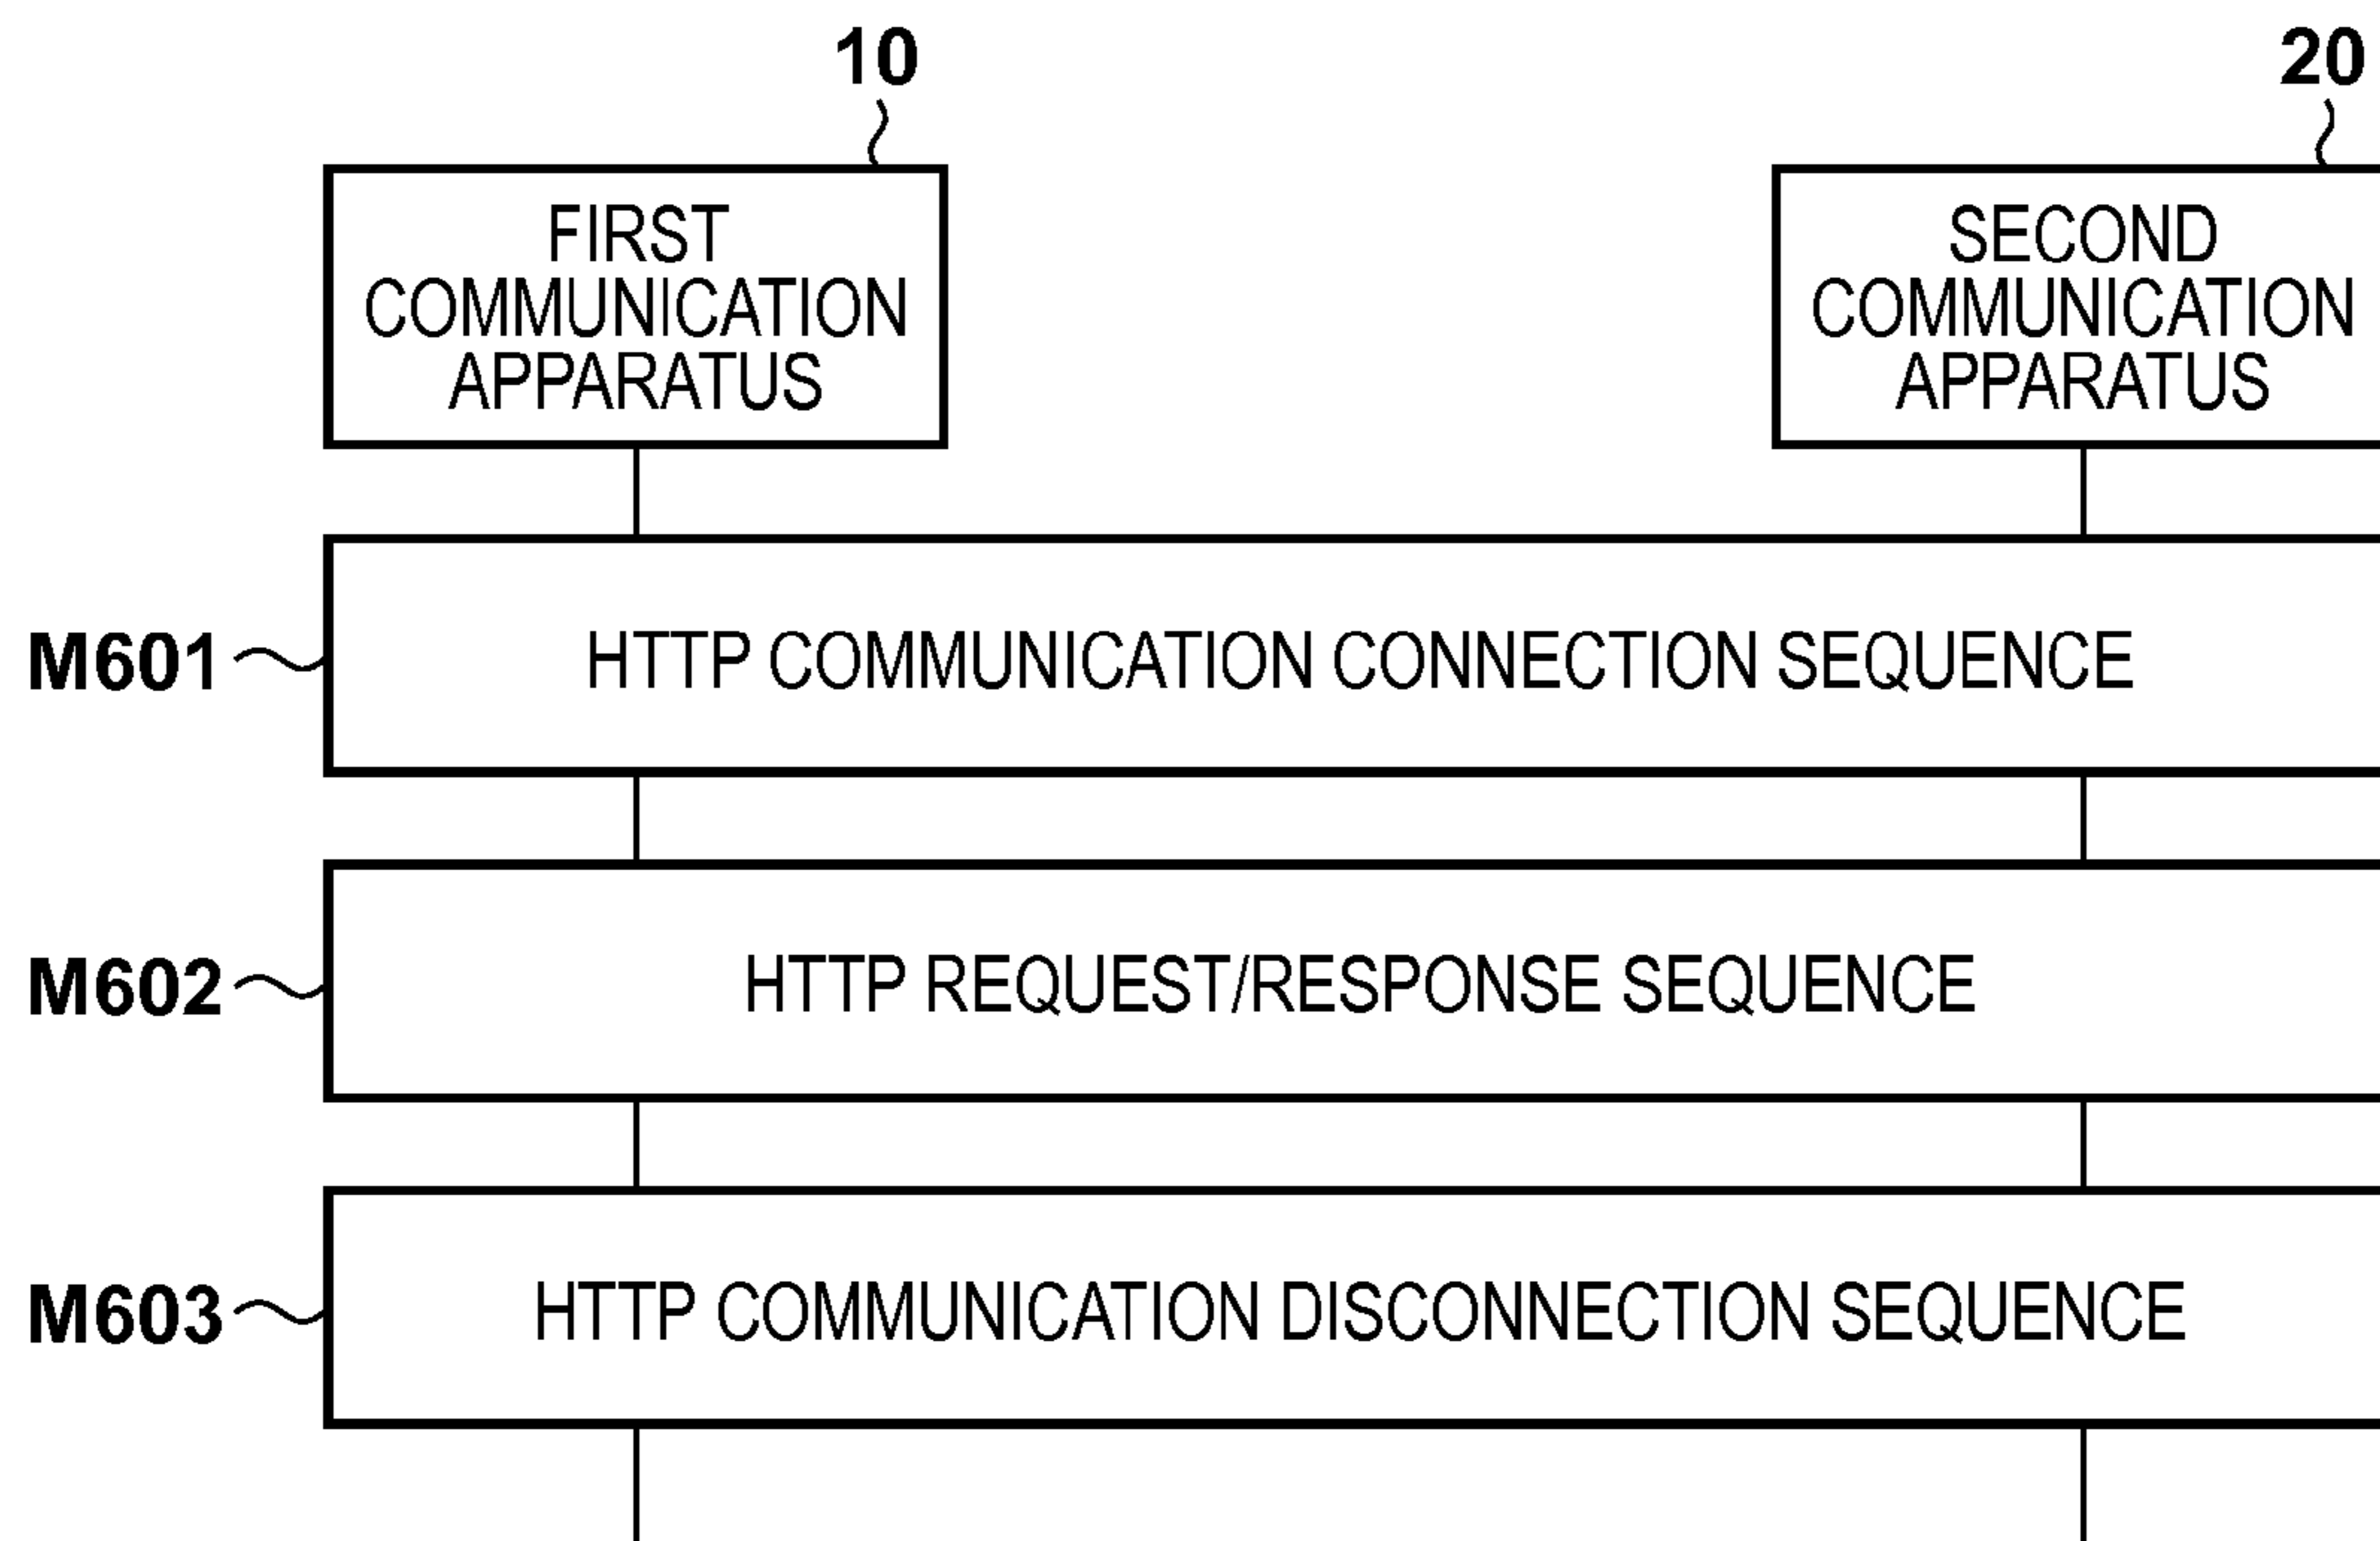 10
20
FIRST
COMMUNICATION
APPARATUS
SECOND
COMMUNICATION
APPARATUS
M601
HTTP COMMUNICATION CONNECTION SEQUENCE
M602
HTTP REQUEST/RESPONSE SEQUENCE
M603
HTTP COMMUNICATION DISCONNECTION SEQUENCE